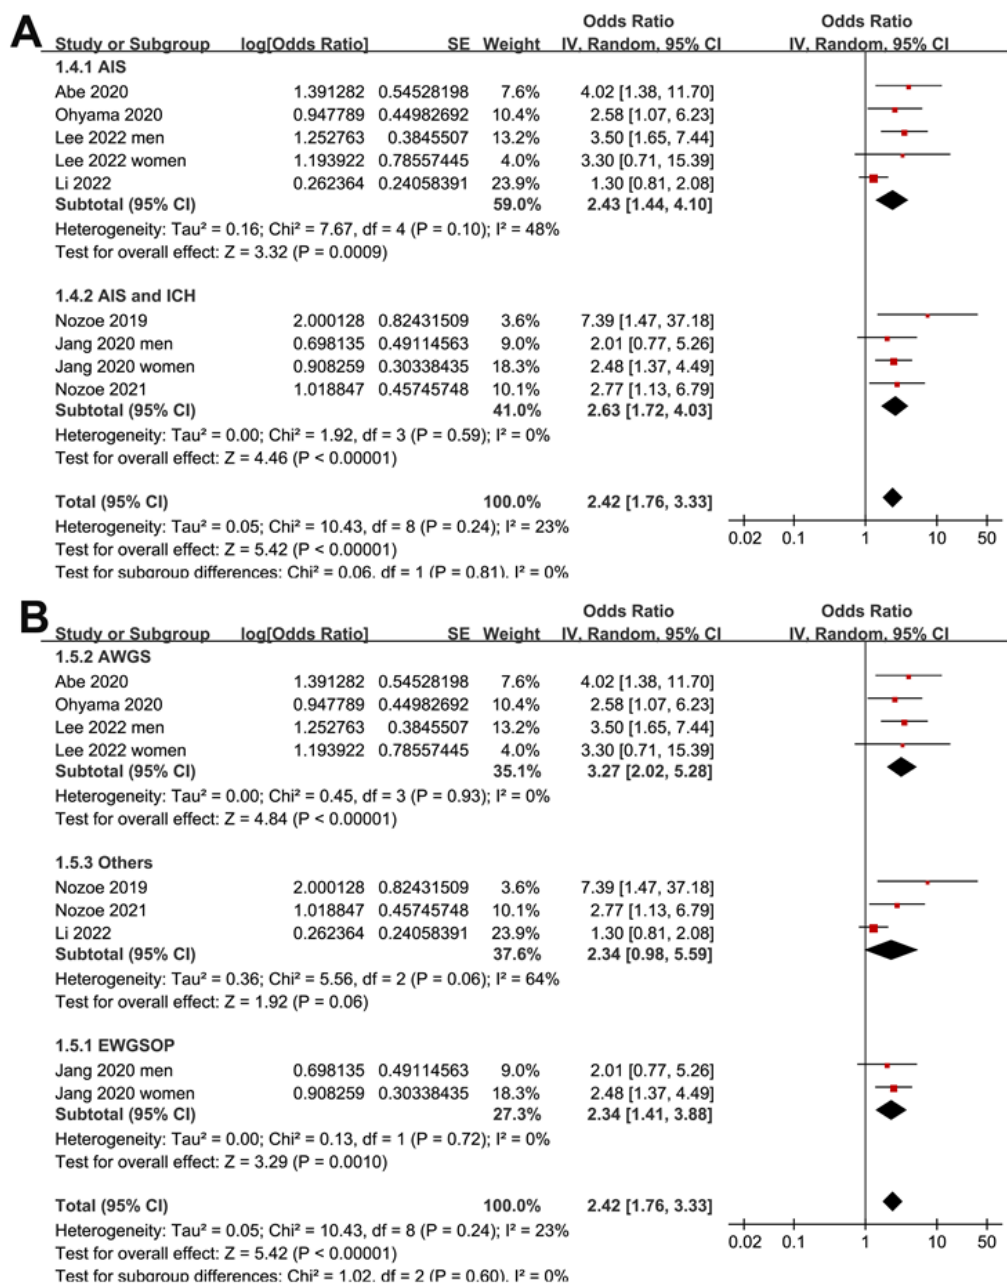 A
Odds Ratio Odds Ratio
Study or Subgroup log[Odds Ratio] SE Weight IV, Random, 95% CI IV, Random, 95% CI
1.4.1 AIS
Abe 2020 1.391282 0.54528198 7.6% 4.02 [1.38, 11.70]
Ohyama 2020 0.947789 0.44982692 10.4% 2.58 [1.07, 6.23]
Lee 2022 men 1.252763 0.3845507 13.2% 3.50 [1.65, 7.44]
Lee 2022 women 1.193922 0.78557445 4.0% 3.30 [0.71, 15.39]
Li 2022 0.262364 0.24058391 23.9% 1.30 [0.81, 2.08]
Subtotal (95% CI) 59.0% 2.43 [1.44, 4.10]
Heterogeneity: Tau² = 0.16; Chi² = 7.67, df = 4 (P = 0.10); I² = 48%
Test for overall effect: Z = 3.32 (P = 0.0009)
1.4.2 AIS and ICH
Nozoe 2019 2.000128 0.82431509 3.6% 7.39 [1.47, 37.18]
Jang 2020 men 0.698135 0.49114563 9.0% 2.01 [0.77, 5.26]
Jang 2020 women 0.908259 0.30338435 18.3% 2.48 [1.37, 4.49]
Nozoe 2021 1.018847 0.45745748 10.1% 2.77 [1.13, 6.79]
Subtotal (95% CI) 41.0% 2.63 [1.72, 4.03]
Heterogeneity: Tau² = 0.00; Chi² = 1.92, df = 3 (P = 0.59); I² = 0%
Test for overall effect: Z = 4.46 (P < 0.00001)
Total (95% CI) 100.0% 2.42 [1.76, 3.33]
Heterogeneity: Tau² = 0.05; Chi² = 10.43, df = 8 (P = 0.24); I² = 23%
Test for overall effect: Z = 5.42 (P < 0.00001)
Test for subgroup differences: Chi² = 0.06, df = 1 (P = 0.81), I² = 0%
0.02 0.1 1 10 50
B
Odds Ratio Odds Ratio
Study or Subgroup log[Odds Ratio] SE Weight IV, Random, 95% CI IV, Random, 95% CI
1.5.2 AWGS
Abe 2020 1.391282 0.54528198 7.6% 4.02 [1.38, 11.70]
Ohyama 2020 0.947789 0.44982692 10.4% 2.58 [1.07, 6.23]
Lee 2022 men 1.252763 0.3845507 13.2% 3.50 [1.65, 7.44]
Lee 2022 women 1.193922 0.78557445 4.0% 3.30 [0.71, 15.39]
Subtotal (95% CI) 35.1% 3.27 [2.02, 5.28]
Heterogeneity: Tau² = 0.00; Chi² = 0.45, df = 3 (P = 0.93); I² = 0%
Test for overall effect: Z = 4.84 (P < 0.00001)
1.5.3 Others
Nozoe 2019 2.000128 0.82431509 3.6% 7.39 [1.47, 37.18]
Nozoe 2021 1.018847 0.45745748 10.1% 2.77 [1.13, 6.79]
Li 2022 0.262364 0.24058391 23.9% 1.30 [0.81, 2.08]
Subtotal (95% CI) 37.6% 2.34 [0.98, 5.59]
Heterogeneity: Tau² = 0.36; Chi² = 5.56, df = 2 (P = 0.06); I² = 64%
Test for overall effect: Z = 1.92 (P = 0.06)
1.5.1 EWGSOP
Jang 2020 men 0.698135 0.49114563 9.0% 2.01 [0.77, 5.26]
Jang 2020 women 0.908259 0.30338435 18.3% 2.48 [1.37, 4.49]
Subtotal (95% CI) 27.3% 2.34 [1.41, 3.88]
Heterogeneity: Tau² = 0.00; Chi² = 0.13, df = 1 (P = 0.72); I² = 0%
Test for overall effect: Z = 3.29 (P = 0.0010)
Total (95% CI) 100.0% 2.42 [1.76, 3.33]
Heterogeneity: Tau² = 0.05; Chi² = 10.43, df = 8 (P = 0.24); I² = 23%
Test for overall effect: Z = 5.42 (P < 0.00001)
Test for subgroup differences: Chi² = 1.02, df = 2 (P = 0.60), I² = 0%
0.02 0.1 1 10 50